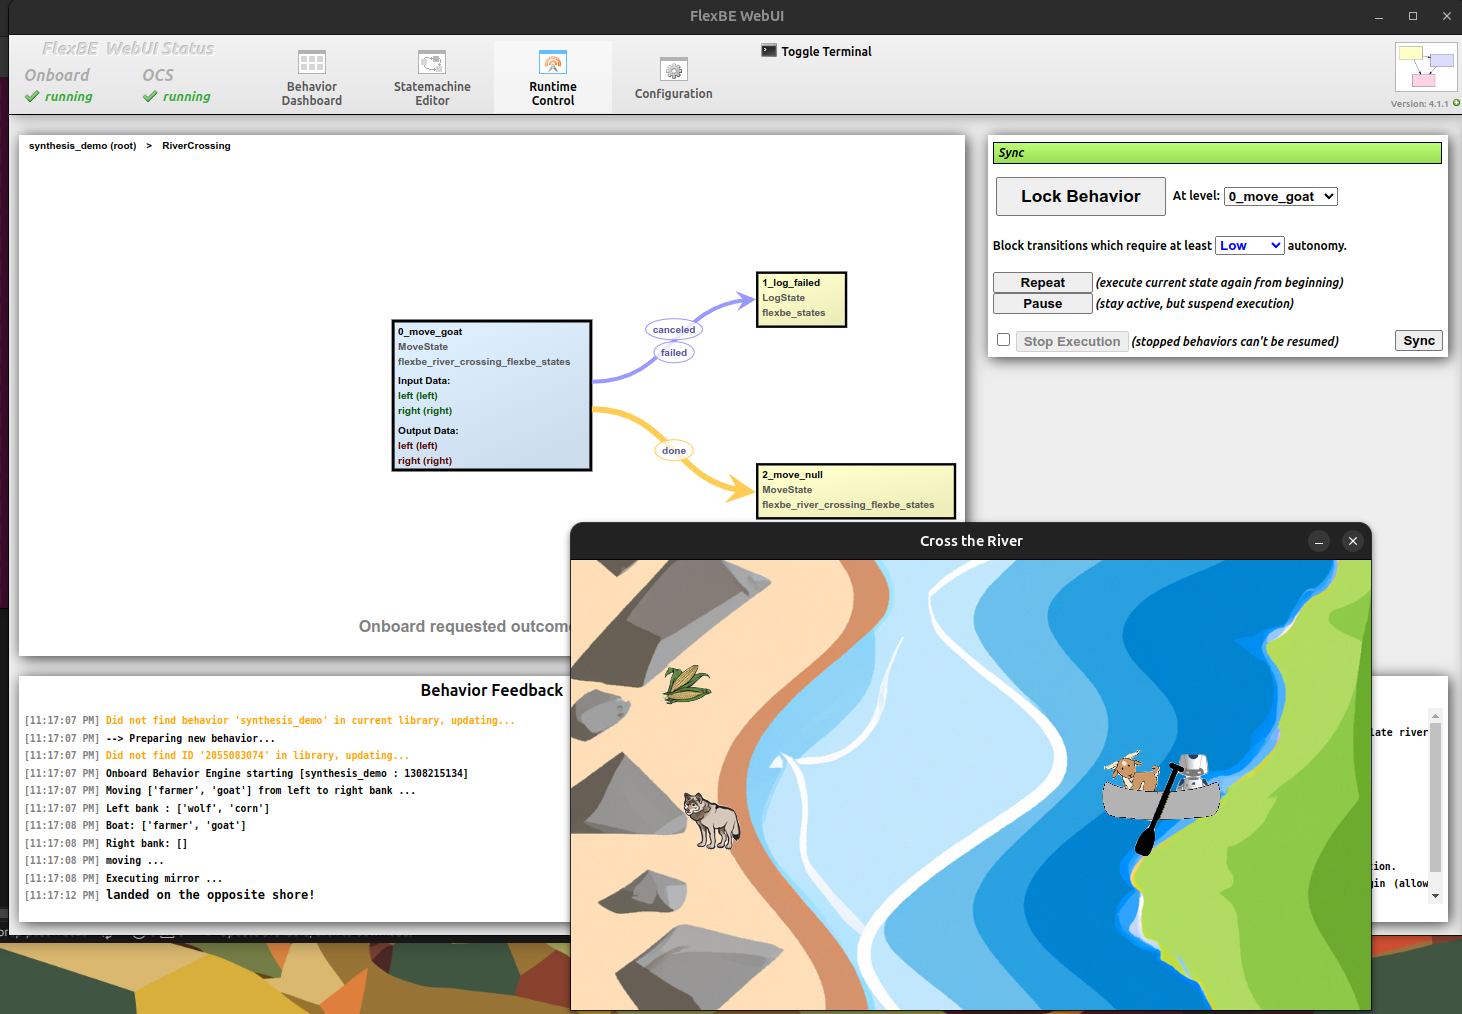 FlexBE WebUI
FlexBE WebUI Status
Onboard
running
OCS
running
Behavior
Dashboard
Statemachine
Editor
Runtime
Control
Configuration
Toggle Terminal
Version: 4.1.1
synthesis_demo (root) > RiverCrossing
0_move_goat
MoveState
flexbe_river_crossing_flexbe_states
Input Data:
left (left)
right (right)
Output Data:
left (left)
right (right)
canceled
failed
done
1_log_failed
LogState
flexbe_states
2_move_null
MoveState
flexbe_river_crossing_flexbe_states
Onboard requested outcom
Sync
Lock Behavior At level: 0_move_goat
Block transitions which require at least Low autonomy.
Repeat (execute current state again from beginning)
Pause (stay active, but suspend execution)
Stop Execution (stopped behaviors can't be resumed) Sync
Behavior Feedback
[11:17:07 PM] Did not find behavior 'synthesis_demo' in current library, updating...
[11:17:07 PM] --> Preparing new behavior...
[11:17:07 PM] Did not find ID '2055083074' in library, updating...
[11:17:07 PM] Onboard Behavior Engine starting [synthesis_demo : 1308215134]
[11:17:07 PM] Moving ['farmer', 'goat'] from left to right bank ...
[11:17:07 PM] Left bank : ['wolf', 'corn']
[11:17:08 PM] Boat: ['farmer', 'goat']
[11:17:08 PM] Right bank: []
[11:17:08 PM] moving ...
[11:17:08 PM] Executing mirror ...
[11:17:12 PM] landed on the opposite shore!
Cross the River
late river
tion.
gin (allow